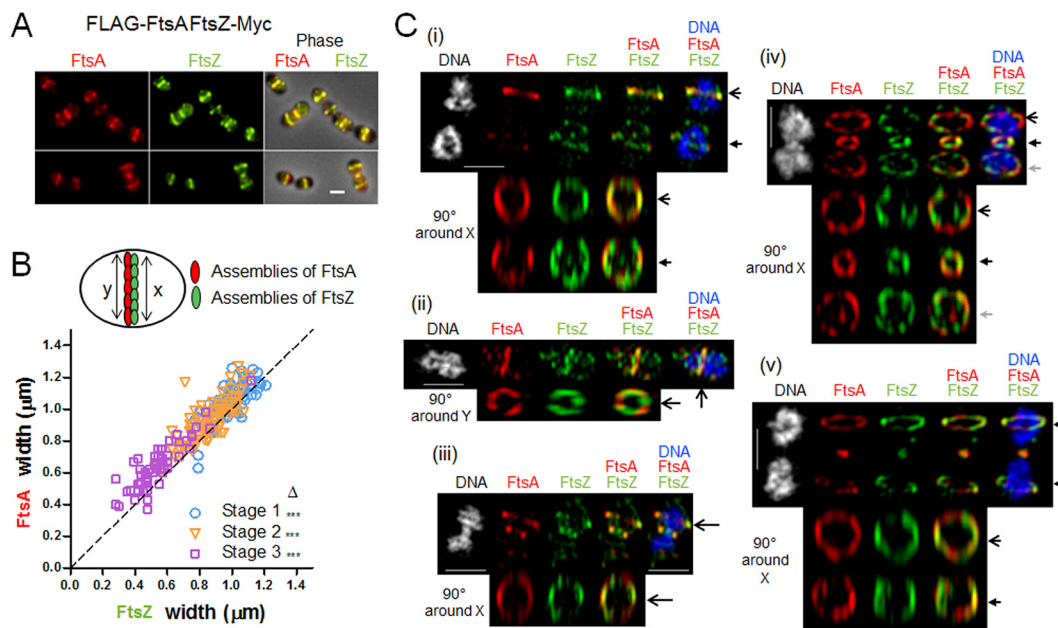 A
FLAG-FtsAFtsZ-Myc
FtsA
FtsZ
Phase
FtsA FtsZ
B
y
x
Assemblies of FtsA
Assemblies of FtsZ
FtsA width (μm)
1.4
1.2
1.0
0.8
0.6
0.4
0.2
0.0
Δ
Stage 1 ***
Stage 2 ***
Stage 3 ***
0.0 0.2 0.4 0.6 0.8 1.0 1.2 1.4
FtsZ width (μm)
C
(i)
DNA
FtsA
FtsZ
FtsA
FtsZ
DNA
FtsA
FtsZ
90°
around X
(ii)
DNA
FtsA
FtsZ
FtsA
FtsZ
DNA
FtsA
FtsZ
90°
around Y
(iii)
DNA
FtsA
FtsZ
FtsA
FtsZ
DNA
FtsA
FtsZ
90°
around X
(iv)
DNA
FtsA
FtsZ
FtsA
FtsZ
DNA
FtsA
FtsZ
90°
around X
(v)
DNA
FtsA
FtsZ
FtsA
FtsZ
DNA
FtsA
FtsZ
90°
around
X